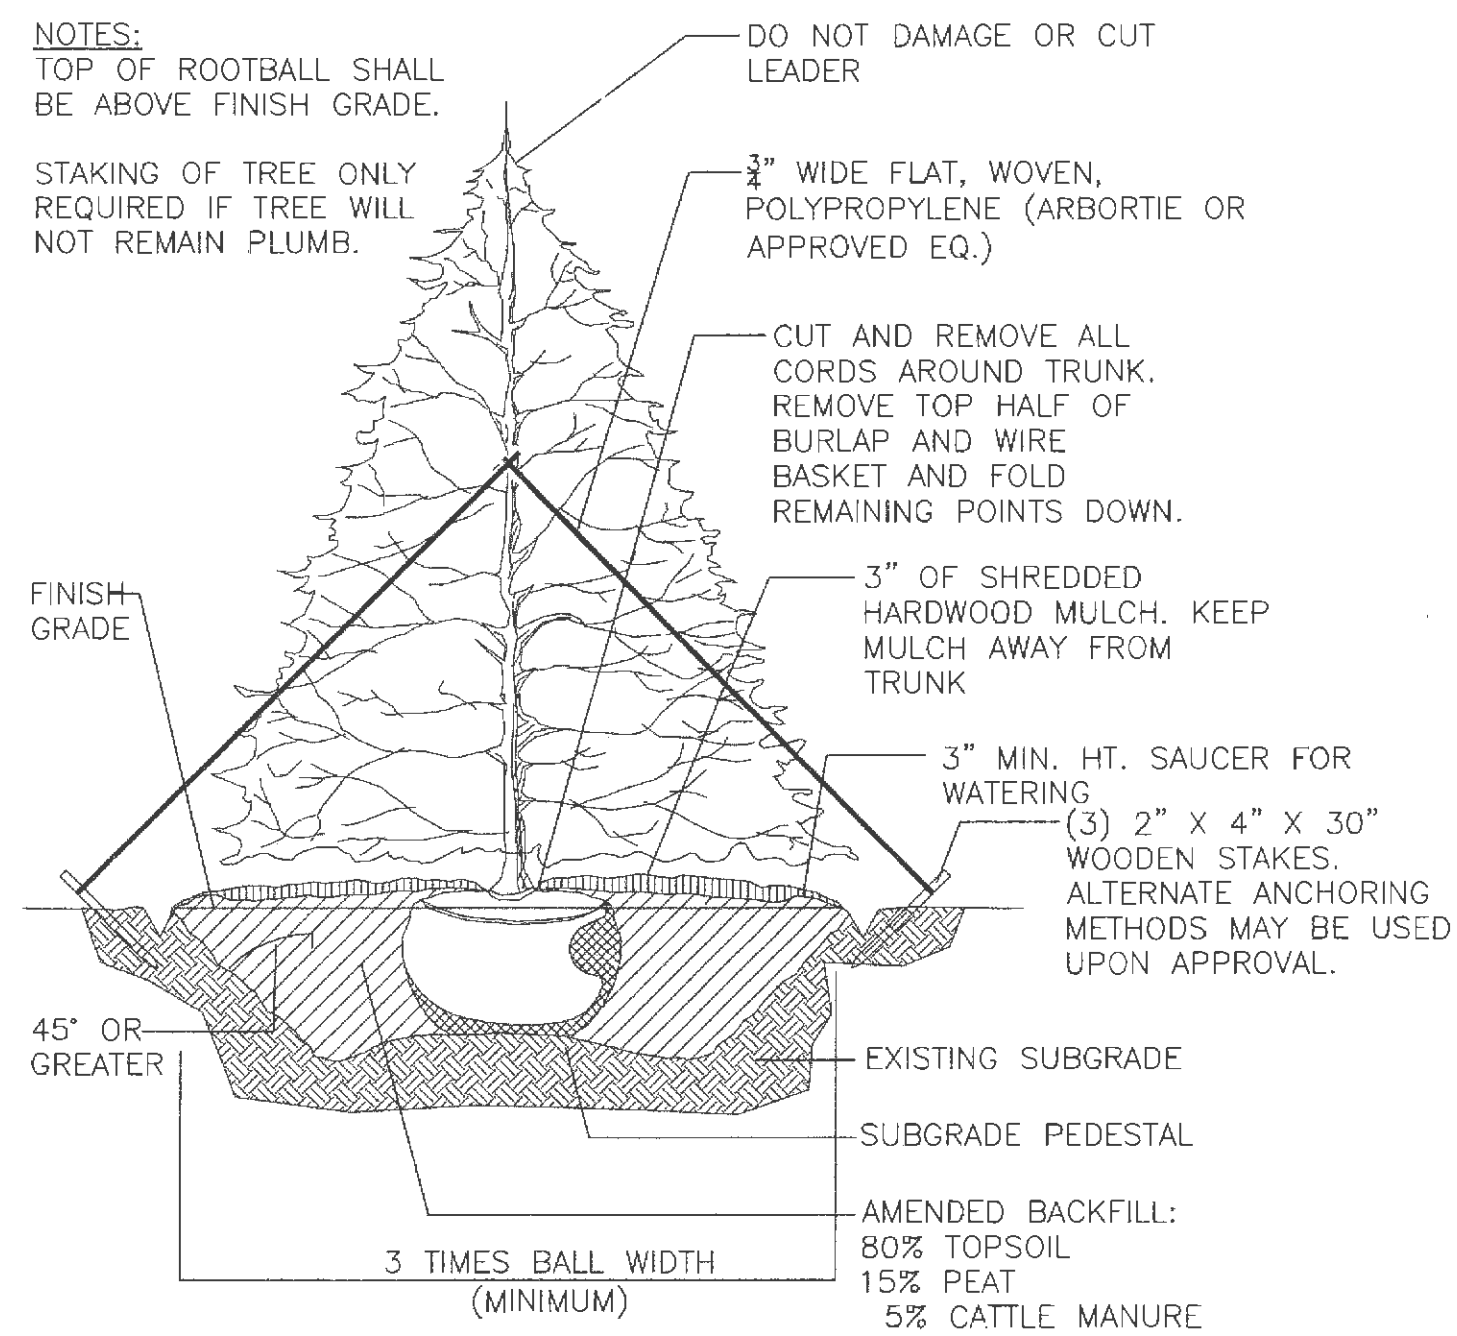 NOTES:
TOP OF ROOTBALL SHALL
BE ABOVE FINISH GRADE.
STAKING OF TREE ONLY
REQUIRED IF TREE WILL
NOT REMAIN PLUMB.
DO NOT DAMAGE OR CUT
LEADER
3/4" WIDE FLAT, WOVEN,
POLYPROPYLENE (ARBORTIE OR
APPROVED EQ.)
CUT AND REMOVE ALL
CORDS AROUND TRUNK.
REMOVE TOP HALF OF
BURLAP AND WIRE
BASKET AND FOLD
REMAINING POINTS DOWN.
FINISH
GRADE
3" OF SHREDDED
HARDWOOD MULCH. KEEP
MULCH AWAY FROM
TRUNK
3" MIN. HT. SAUCER FOR
WATERING
(3) 2" X 4" X 30"
WOODEN STAKES.
ALTERNATE ANCHORING
METHODS MAY BE USED
UPON APPROVAL.
45° OR
GREATER
EXISTING SUBGRADE
SUBGRADE PEDESTAL
AMENDED BACKFILL:
80% TOPSOIL
15% PEAT
5% CATTLE MANURE
3 TIMES BALL WIDTH
(MINIMUM)